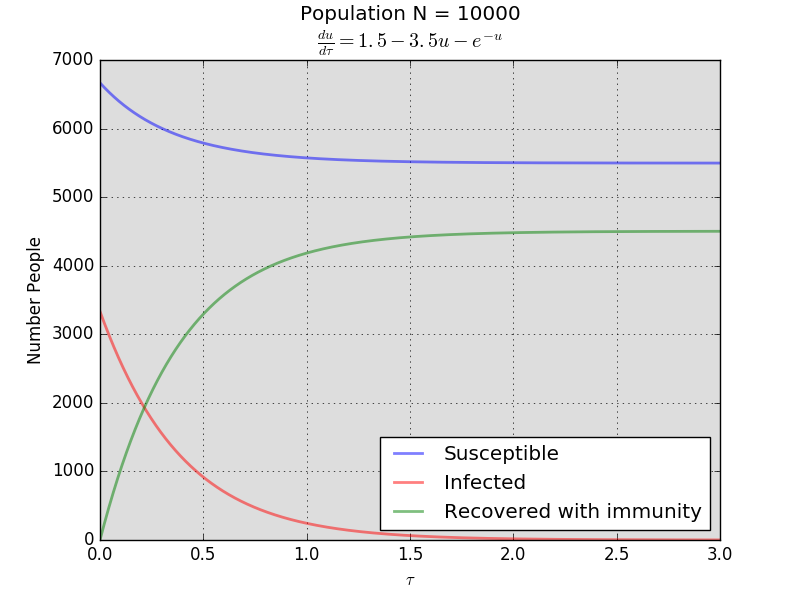 Population N = 10000
du/dτ = 1.5 − 3.5u − e^{−u}
7000
6000
5000
4000
3000
2000
1000
0
Number People
Susceptible
Infected
Recovered with immunity
0.0 0.5 1.0 1.5 2.0 2.5 3.0
τ